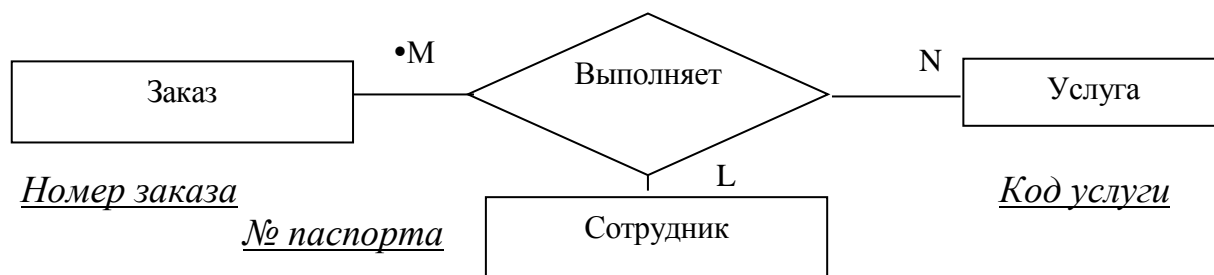 •M
Заказ
Выполняет
N
Услуга
Номер заказа
L
Код услуги
№ паспорта
Сотрудник